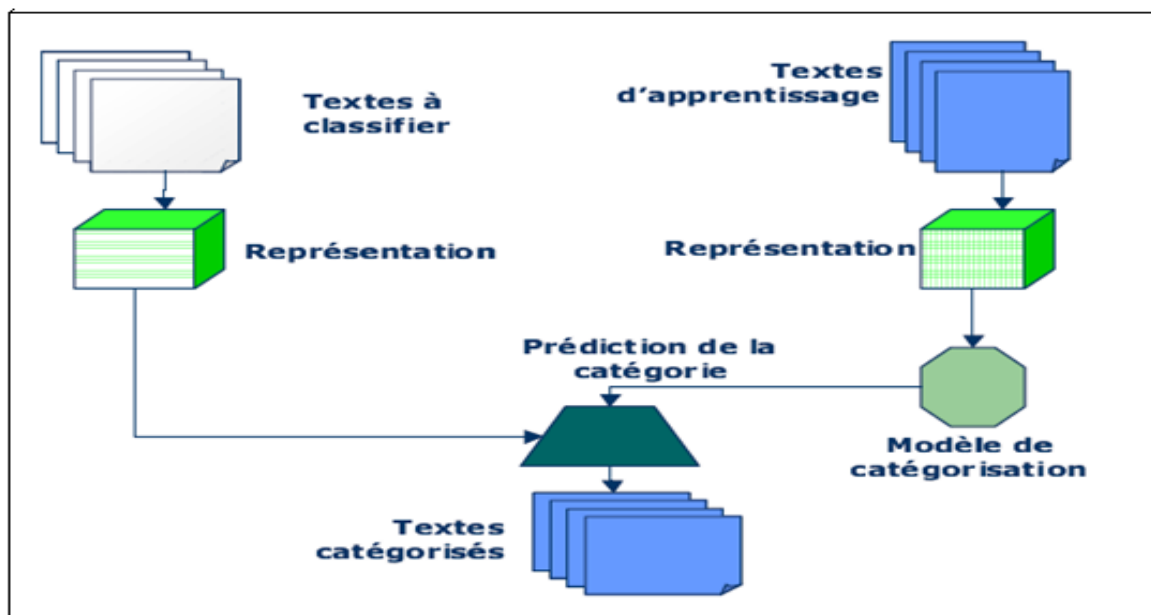 Textes à
classifier
Textes
d'apprentissage
Représentation
Représentation
Prédiction de la
catégorie
Modèle de
catégorisation
Textes
catégorisés